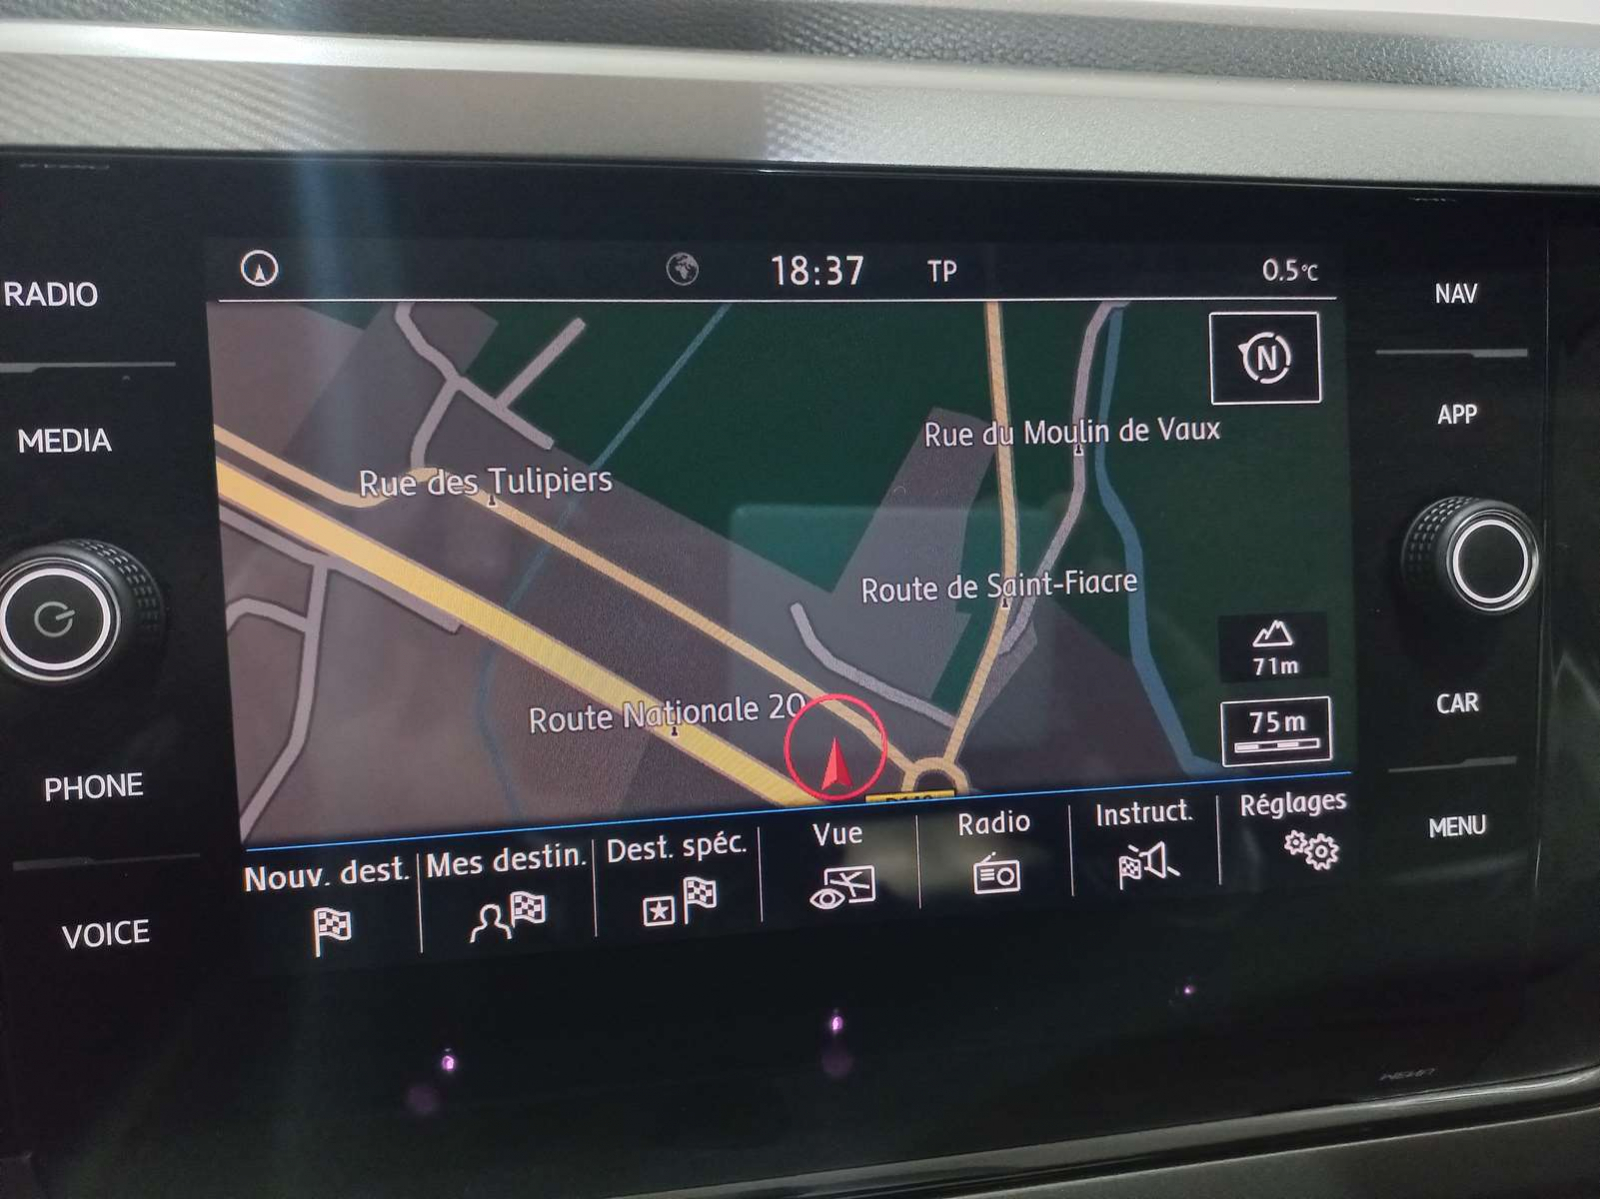 RADIO
MEDIA
PHONE
VOICE
18:37 TP 0.5°C
N
Rue du Moulin de Vaux
Rue des Tulipiers
Route de Saint-Fiacre
71m
Route Nationale 20
75m
Nouv. dest.
Mes destin.
Dest. spéc.
Vue
Radio
Instruct.
Réglages
NAV
APP
CAR
MENU